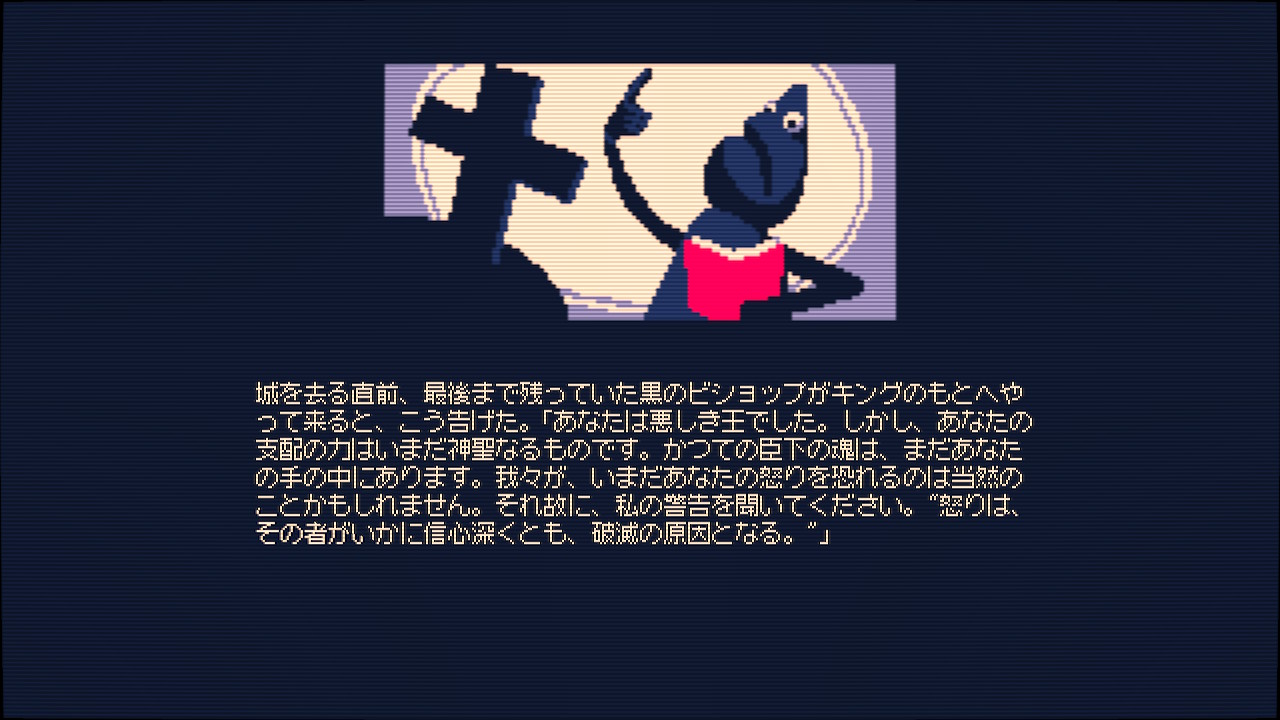 城を去る直前、最後まで残っていた黒のビショップがキングのもとへや
って来ると、こう告げた。「あなたは悪しき王でした。しかし、あなたの
支配の力はいまだ神聖なるものです。かつての臣下の魂は、まだあなた
の手の中にあります。我々が、いまだあなたの怒りを恐れるのは当然の
ことかもしれません。それ故に、私の警告を聞いてください。“怒りは、
その者がいかに信心深くとも、破滅の原因となる。”」